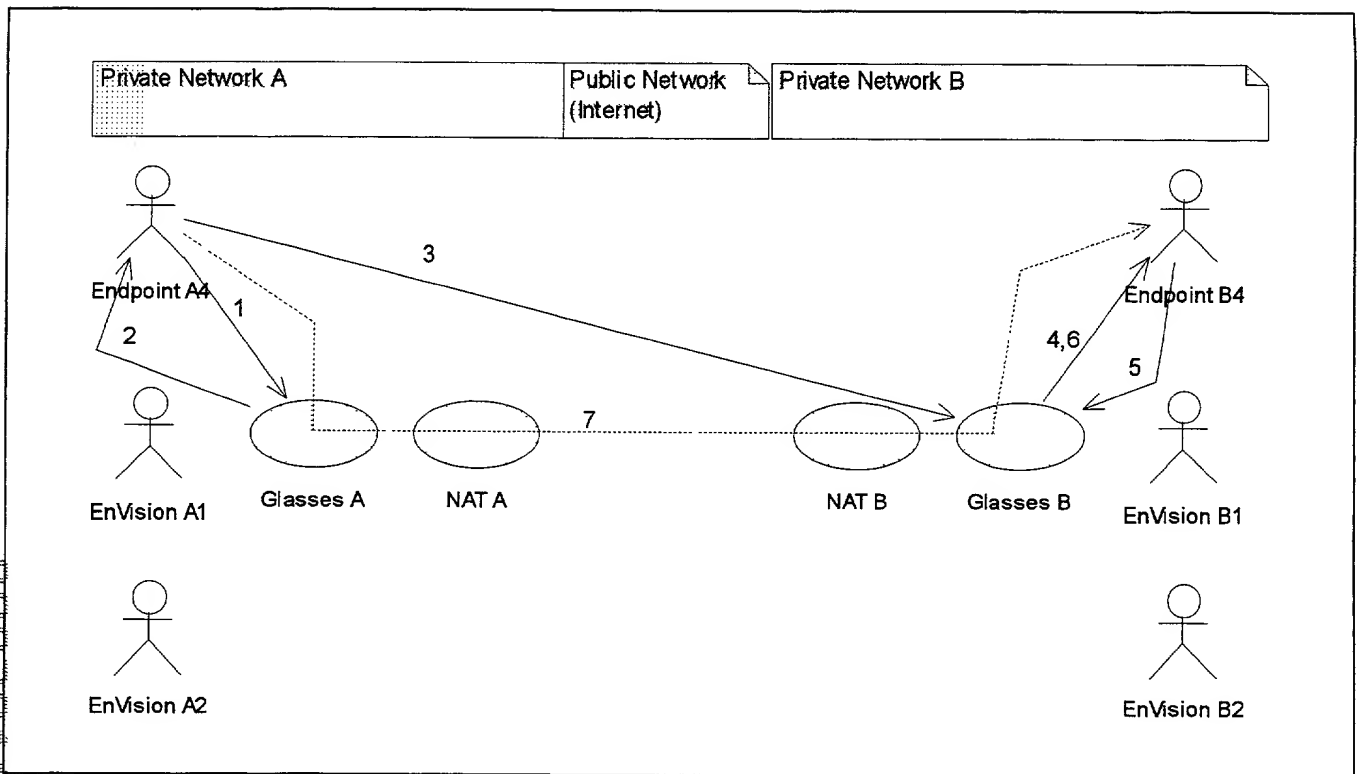 Private Network A
Public Network
(Internet)
Private Network B
3
Endpoint A4
1
2
Endpoint B4
4,6
5
7
Glasses A
NAT A
NAT B
Glasses B
EnVision A1
EnVision B1
EnVision A2
EnVision B2